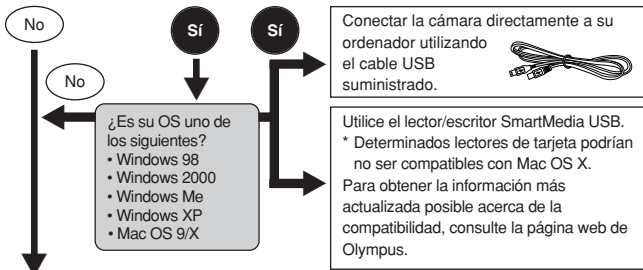 No
Sí
Sí
No
¿Es su OS uno de
los siguientes?
• Windows 98
• Windows 2000
• Windows Me
• Windows XP
• Mac OS 9/X
Conectar la cámara directamente a su
ordenador utilizando
el cable USB
suministrado.
Utilice el lector/escritor SmartMedia USB.
* Determinados lectores de tarjeta podrían
no ser compatibles con Mac OS X.
Para obtener la información más
actualizada posible acerca de la
compatibilidad, consulte la página web de
Olympus.